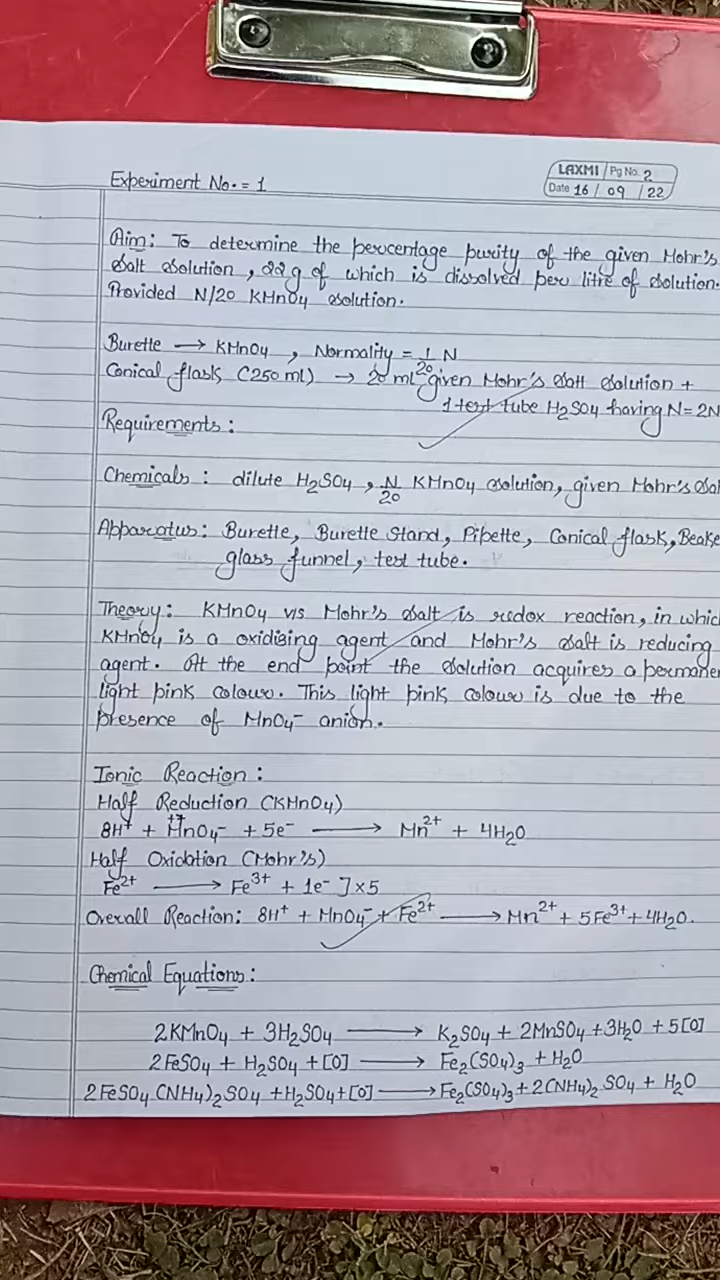 Experiment No. = 1
LAXMI Pg No. 2
Date 16 / 09 / 22
Aim: To determine the percentage purity of the given Mohr's
Salt solution, 22 g of which is dissolved per litre of solution.
Provided N/20 KMnO4 solution.
Burette → KMnO4, Normality = 1/20 N
Conical flask (250 ml) → 20 ml given Mohr's Salt solution +
1 test tube H2SO4 having N = 2N
Requirements:
Chemicals: dilute H2SO4, N/20 KMnO4 solution, given Mohr's Sal
Apparatus: Burette, Burette Stand, Pipette, Conical flask, Beake
glass funnel, test tube.
Theory: KMnO4 v/s Mohr's Salt is redox reaction, in whic
KMnO4 is a oxidising agent and Mohr's Salt is reducing
agent. At the end point the solution acquires a permane
light pink colour. This light pink colour is due to the
presence of MnO4⁻ anion.
Ionic Reaction:
Half Reduction (KMnO4)
8H⁺ + +7 MnO4⁻ + 5e⁻ → Mn²⁺ + 4H2O
Half Oxidation (Mohr's)
Fe²⁺ → Fe³⁺ + 1e⁻ ] × 5
Overall Reaction: 8H⁺ + MnO4⁻ + Fe²⁺ → Mn²⁺ + 5Fe³⁺ + 4H2O.
Chemical Equations:
2KMnO4 + 3H2SO4 → K2SO4 + 2MnSO4 + 3H2O + 5[O]
2FeSO4 + H2SO4 + [O] → Fe2(SO4)3 + H2O
2FeSO4(NH4)2SO4 + H2SO4 + [O] → Fe2(SO4)3 + 2(NH4)2SO4 + H2O